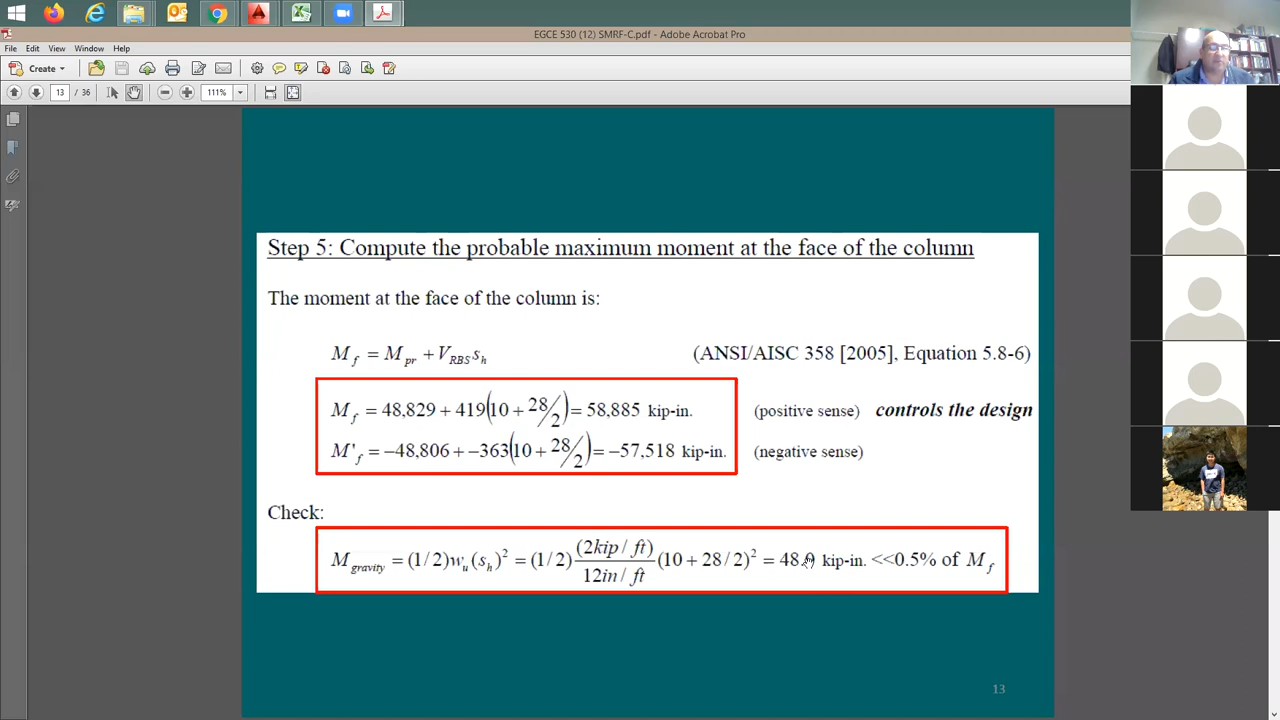 EGCE 530 (12) SMRF-C.pdf - Adobe Acrobat Pro
File Edit View Window Help
Create
13 / 36 111%
Step 5: Compute the probable maximum moment at the face of the column
The moment at the face of the column is:
M_f = M_pr + V_RBS s_h (ANSI/AISC 358 [2005], Equation 5.8-6)
M_f = 48,829 + 419(10 + 28/2) = 58,885 kip-in. (positive sense) controls the design
M'_f = −48,806 + −363(10 + 28/2) = −57,518 kip-in. (negative sense)
Check:
M_gravity = (1/2)w_u(s_h)² = (1/2) (2kip/ft)/(12in/ft) (10 + 28/2)² = 48. kip-in. <<0.5% of M_f
13